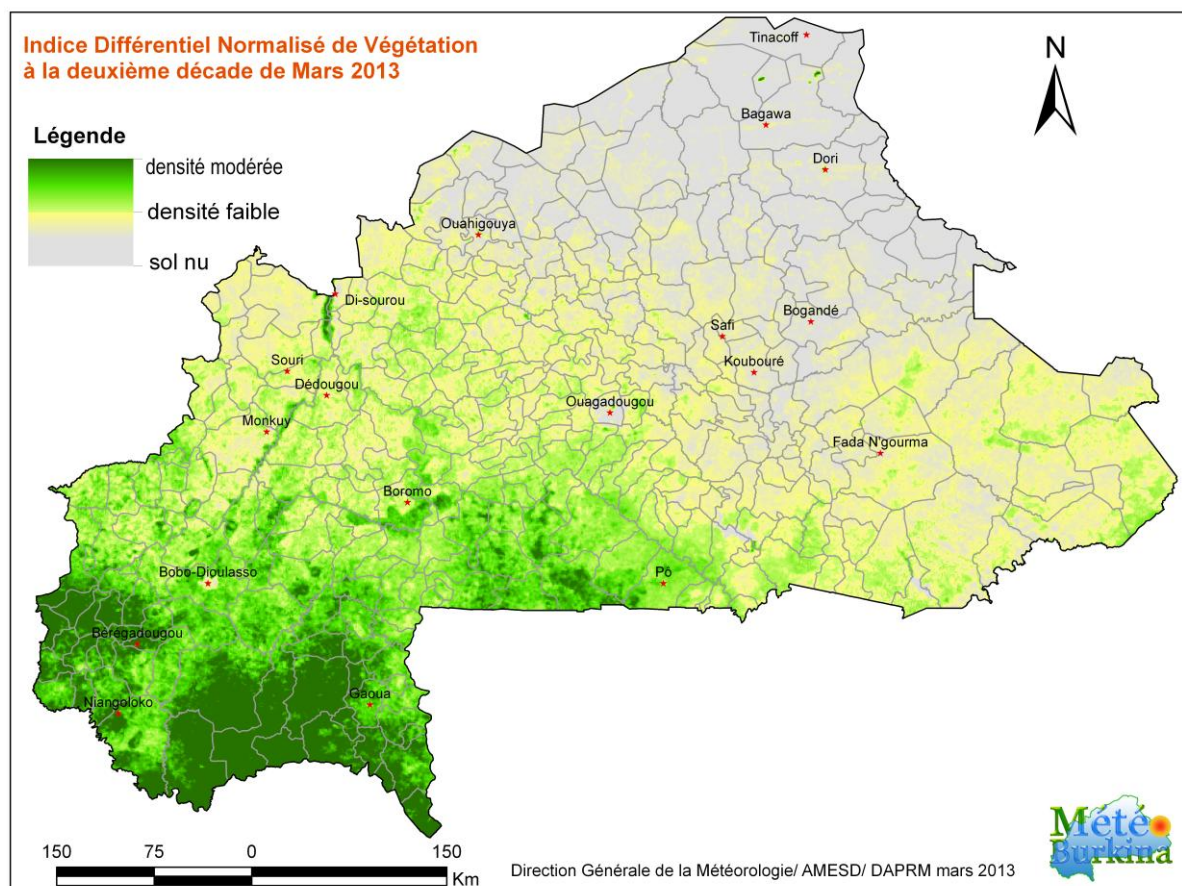 Indice Différentiel Normalisé de Végétation
à la deuxième décade de Mars 2013
N
Légende
densité modérée
densité faible
sol nu
Tinacoff
Bagawa
Dori
Ouahigouya
Di-sourou
Bogandé
Safi
Koubouré
Souri
Dédougou
Ouagadougou
Monkuy
Fada N'gourma
Boromo
Bobo-Dioulasso
Pô
Bérégadougou
Niangoloko
Gaoua
150 75 0 150
Km
Direction Générale de la Météorologie/ AMESD/ DAPRM mars 2013
Météo
Burkina